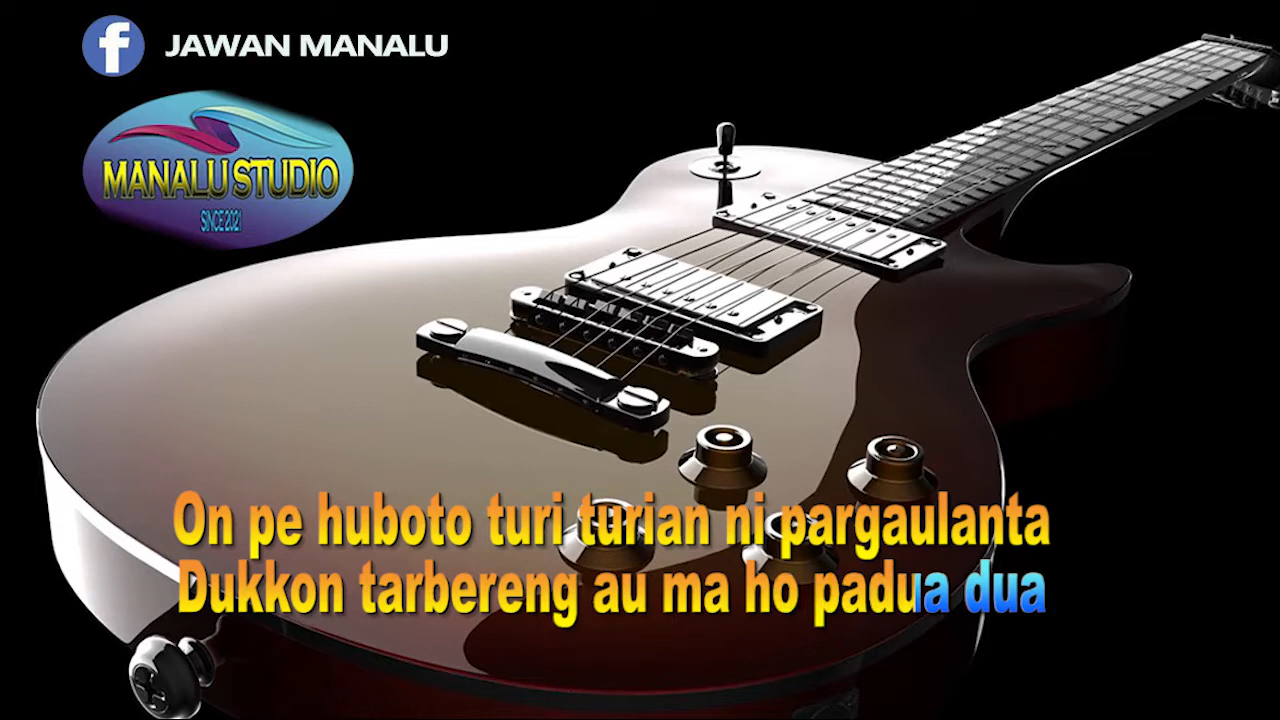 JAWAN MANALU
MANALU STUDIO
SINCE 2021
On pe huboto turi turian ni pargaulanta
Dukkon tarbereng au ma ho padua dua